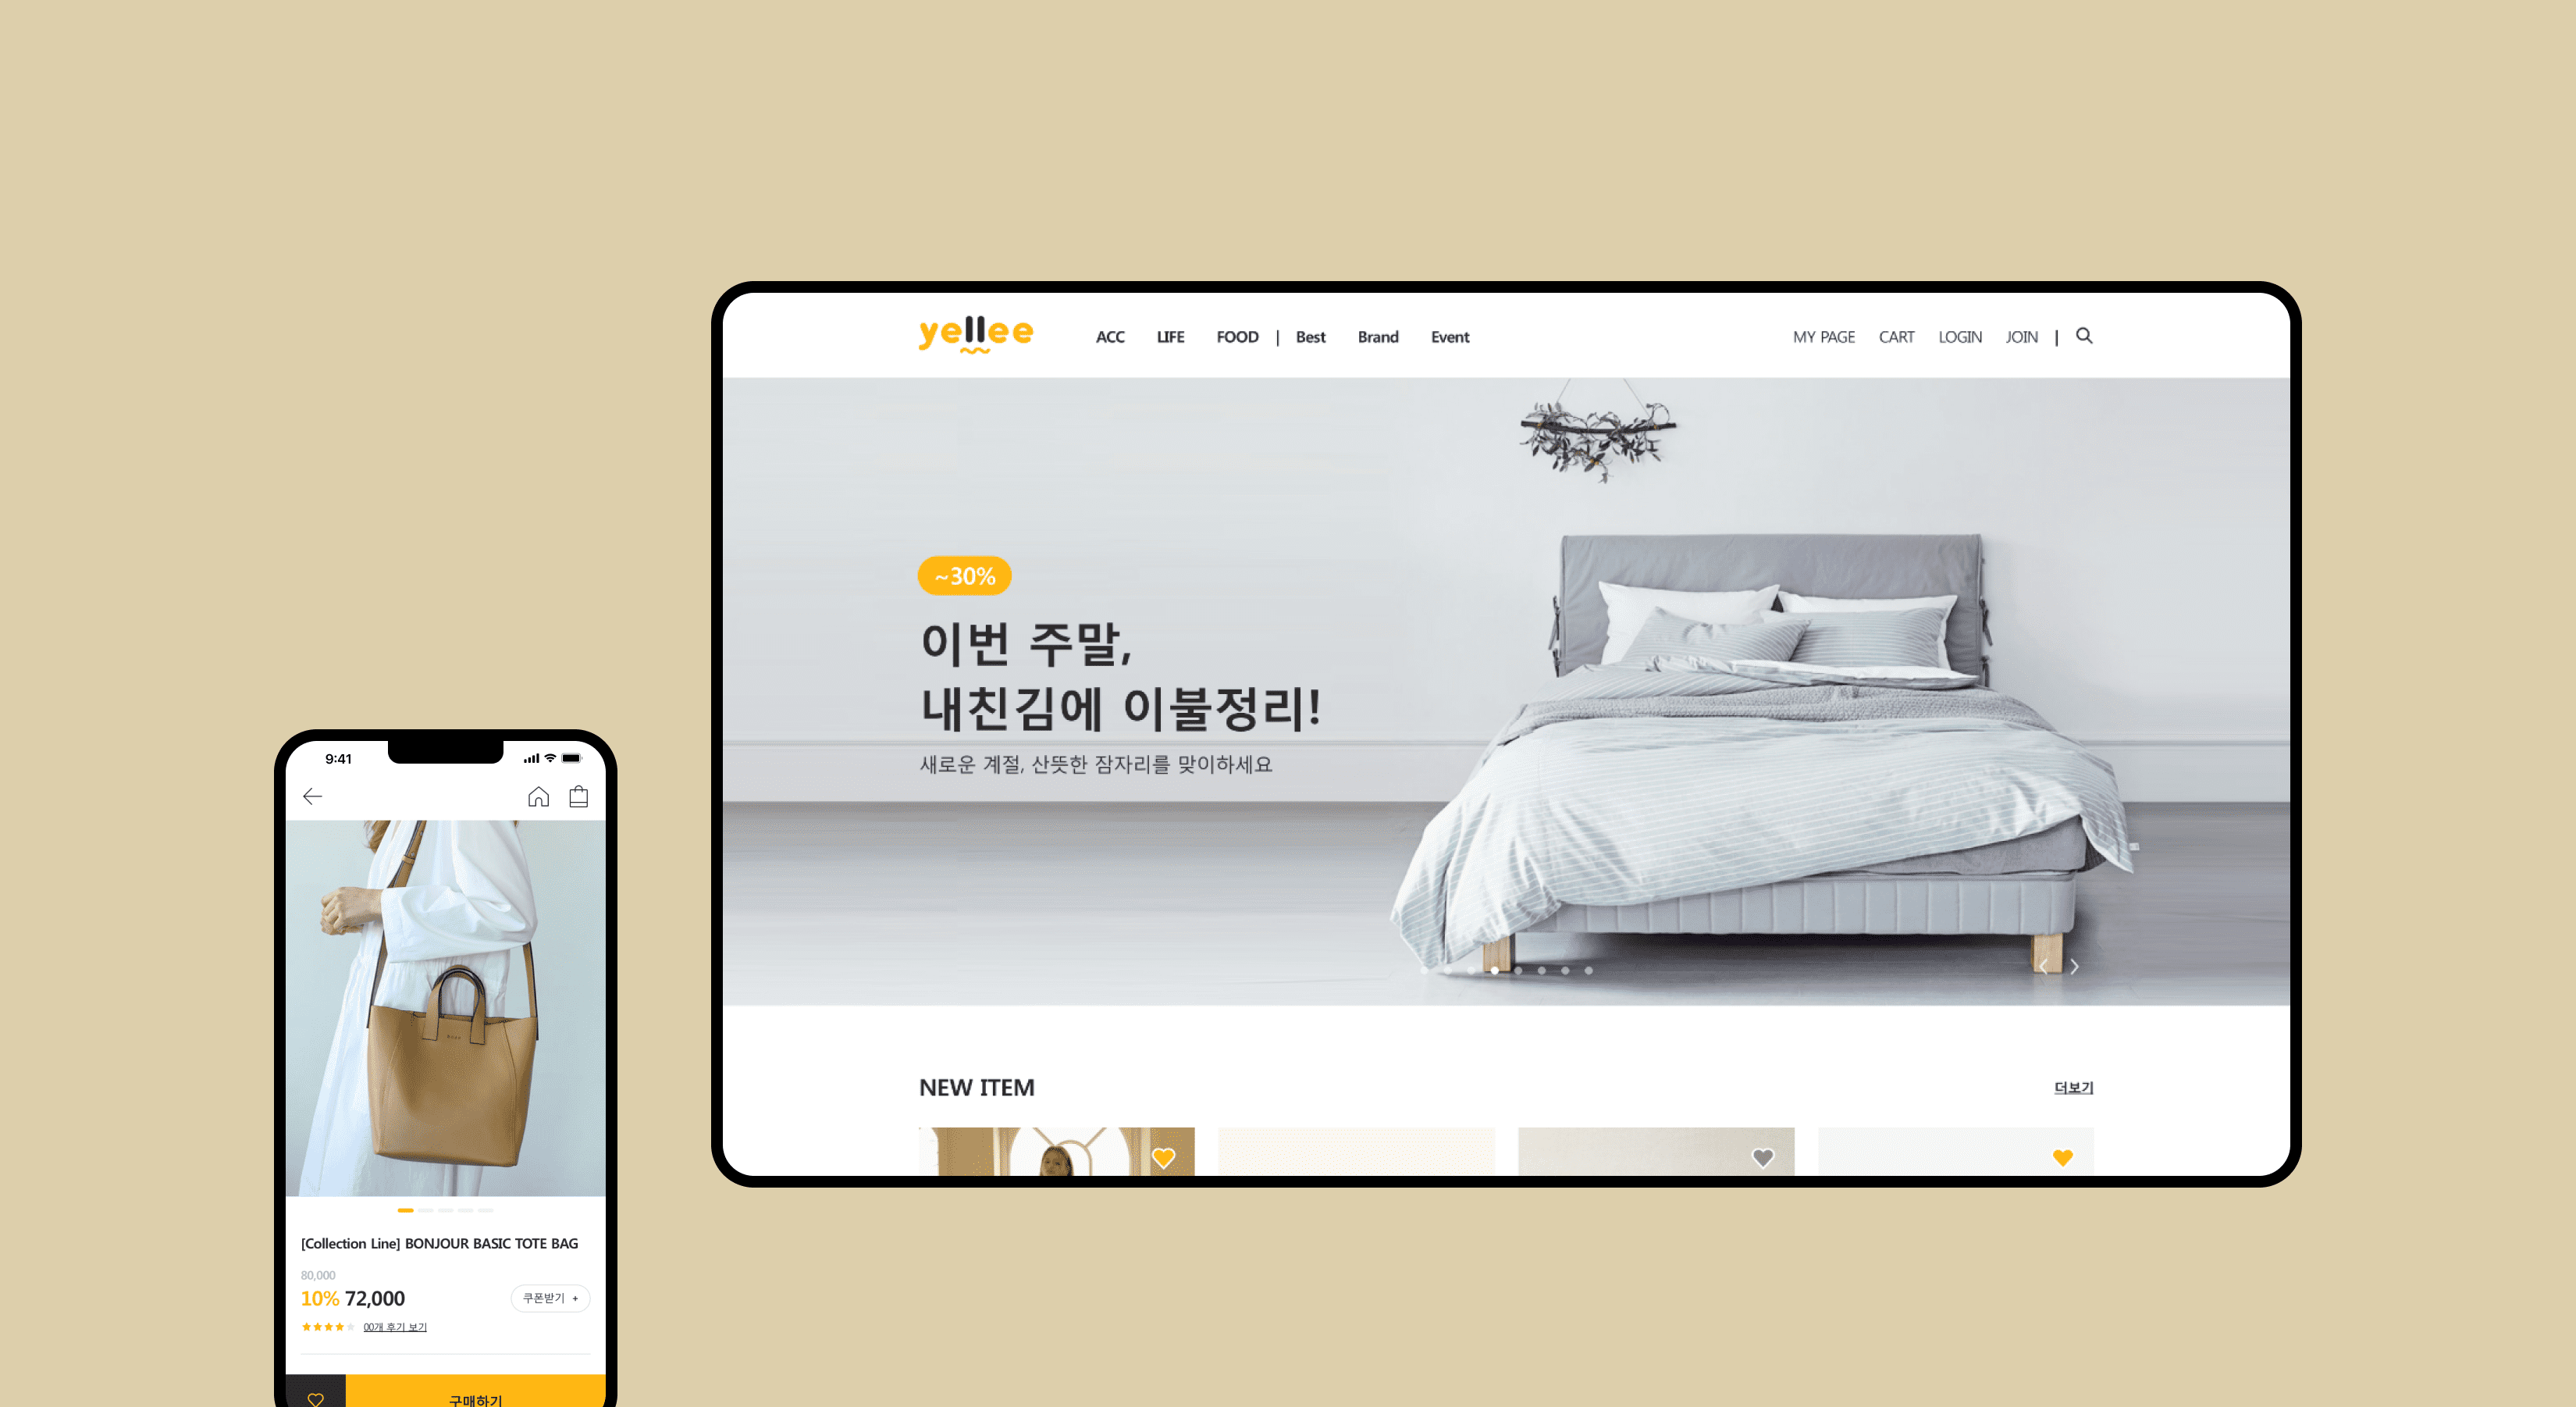 yellee
ACC LIFE FOOD | Best Brand Event
MY PAGE CART LOGIN JOIN |
~30%
이번 주말,
내친김에 이불정리!
새로운 계절, 산뜻한 잠자리를 맞이하세요
NEW ITEM
더보기
9:41
[Collection Line] BONJOUR BASIC TOTE BAG
80,000
10% 72,000
쿠폰받기 +
00개 후기 보기
구매하기